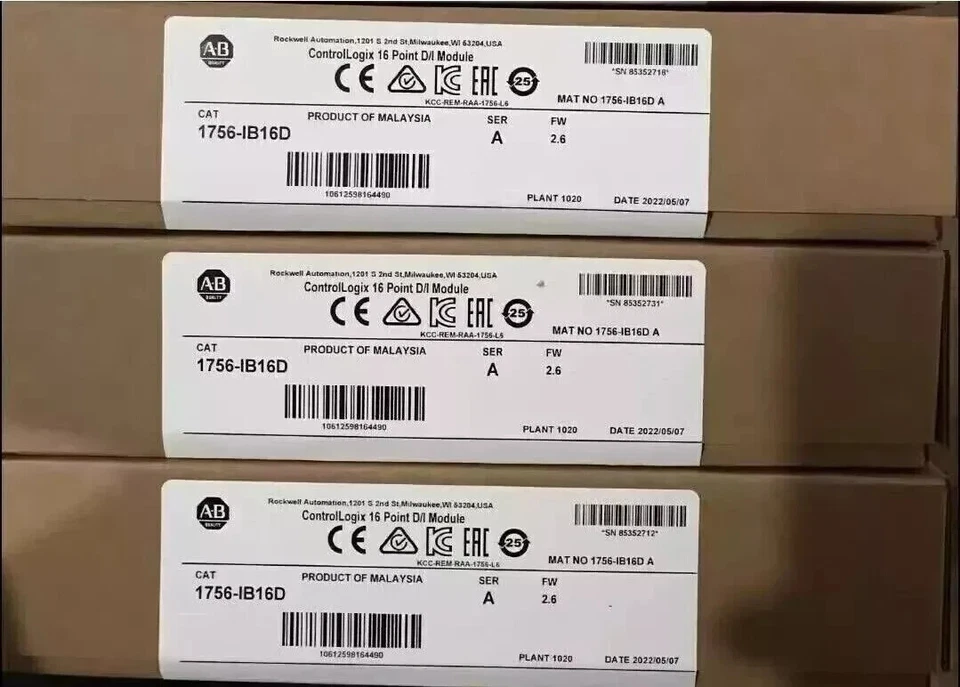 A-B
QUALITY
Rockwell Automation,1201 S 2nd St,Milwaukee,WI 53204,USA
ControlLogix 16 Point D/I Module
CE KC EAC 25
KCC-REM-RAA-1756-L6
*SN 85352718*
MAT NO 1756-IB16D A
CAT
1756-IB16D
PRODUCT OF MALAYSIA
SER
A
FW
2.6
10612598164490
PLANT 1020
DATE 2022/05/07
A-B
QUALITY
Rockwell Automation,1201 S 2nd St,Milwaukee,WI 53204,USA
ControlLogix 16 Point D/I Module
CE KC EAC 25
KCC-REM-RAA-1756-L6
*SN 85352731*
MAT NO 1756-IB16D A
CAT
1756-IB16D
PRODUCT OF MALAYSIA
SER
A
FW
2.6
10612598164490
PLANT 1020
DATE 2022/05/07
A-B
QUALITY
Rockwell Automation,1201 S 2nd St,Milwaukee,WI 53204,USA
ControlLogix 16 Point D/I Module
CE KC EAC 25
KCC-REM-RAA-1756-L6
*SN 85352712*
MAT NO 1756-IB16D A
CAT
1756-IB16D
PRODUCT OF MALAYSIA
SER
A
FW
2.6
10612598164490
PLANT 1020
DATE 2022/05/07